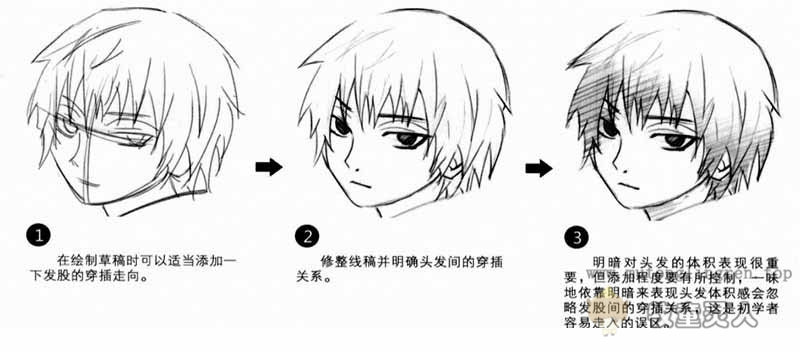 1
在绘制草稿时可以适当添加一
下发股的穿插走向。
2
修整线稿并明确头发间的穿插
关系。
3
明暗对头发的体积表现很重
要，但添加程度要有所控制，一味
地依靠明暗来表现头发体积感会忽
略发股间的穿插关系，这是初学者
容易走入的误区。